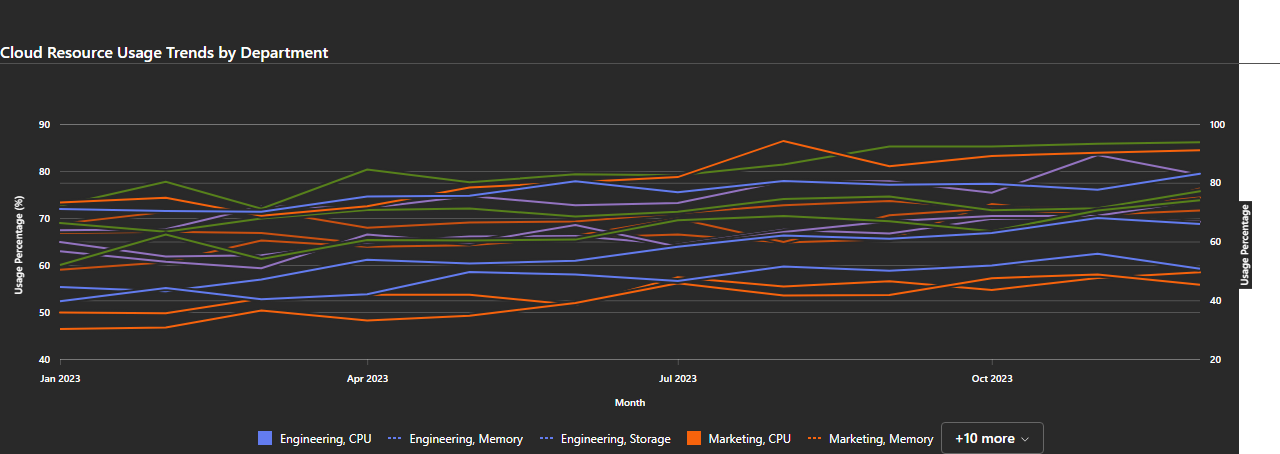 Cloud Resource Usage Trends by Department
90
80
70
60
50
40
Usage Percentage (%)
100
80
60
40
20
Usage Percentage
Jan 2023 Apr 2023 Jul 2023 Oct 2023
Month
Engineering, CPU Engineering, Memory Engineering, Storage Marketing, CPU Marketing, Memory +10 more